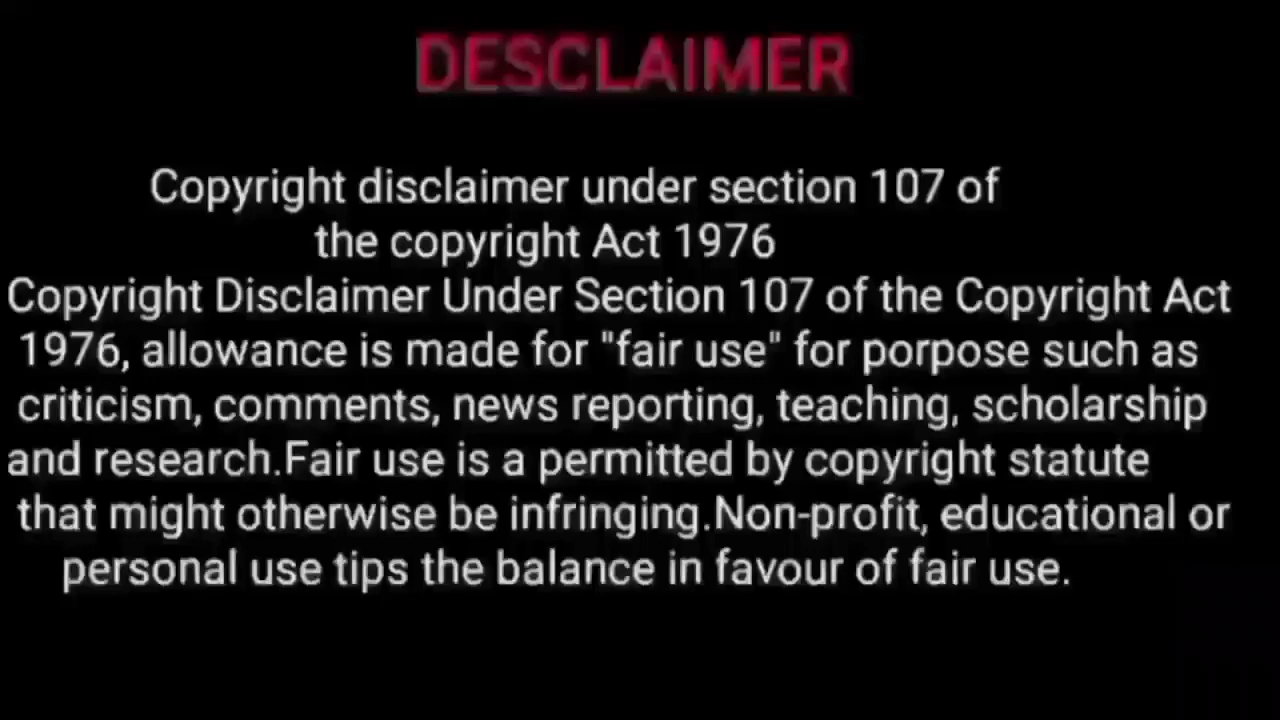 DESCLAIMER
Copyright disclaimer under section 107 of
the copyright Act 1976
Copyright Disclaimer Under Section 107 of the Copyright Act
1976, allowance is made for "fair use" for porpose such as
criticism, comments, news reporting, teaching, scholarship
and research.Fair use is a permitted by copyright statute
that might otherwise be infringing.Non-profit, educational or
personal use tips the balance in favour of fair use.